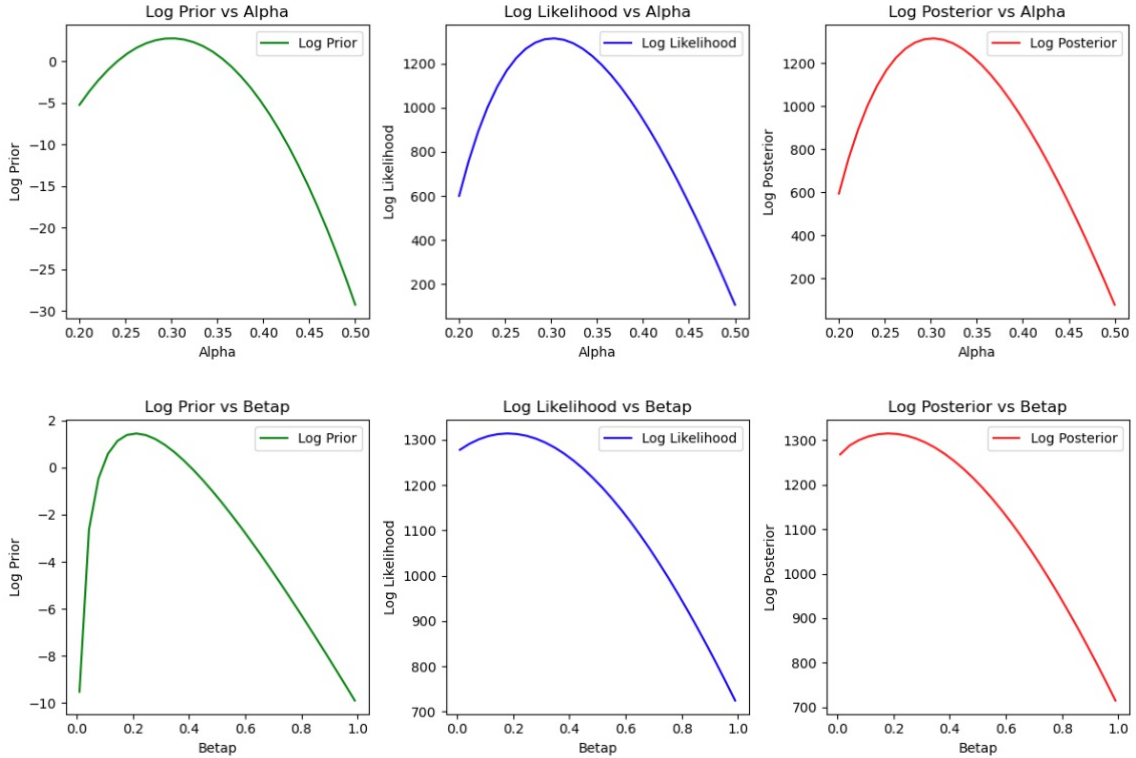 Log Prior vs Alpha
Log Prior
0
−5
−10
−15
−20
−25
−30
Log Prior
0.20 0.25 0.30 0.35 0.40 0.45 0.50
Alpha
Log Likelihood vs Alpha
Log Likelihood
1200
1000
800
600
400
200
Log Likelihood
0.20 0.25 0.30 0.35 0.40 0.45 0.50
Alpha
Log Posterior vs Alpha
Log Posterior
1200
1000
800
600
400
200
Log Posterior
0.20 0.25 0.30 0.35 0.40 0.45 0.50
Alpha
Log Prior vs Betap
Log Prior
2
0
−2
−4
−6
−8
−10
Log Prior
0.0 0.2 0.4 0.6 0.8 1.0
Betap
Log Likelihood vs Betap
Log Likelihood
1300
1200
1100
1000
900
800
700
Log Likelihood
0.0 0.2 0.4 0.6 0.8 1.0
Betap
Log Posterior vs Betap
Log Posterior
1300
1200
1100
1000
900
800
700
Log Posterior
0.0 0.2 0.4 0.6 0.8 1.0
Betap